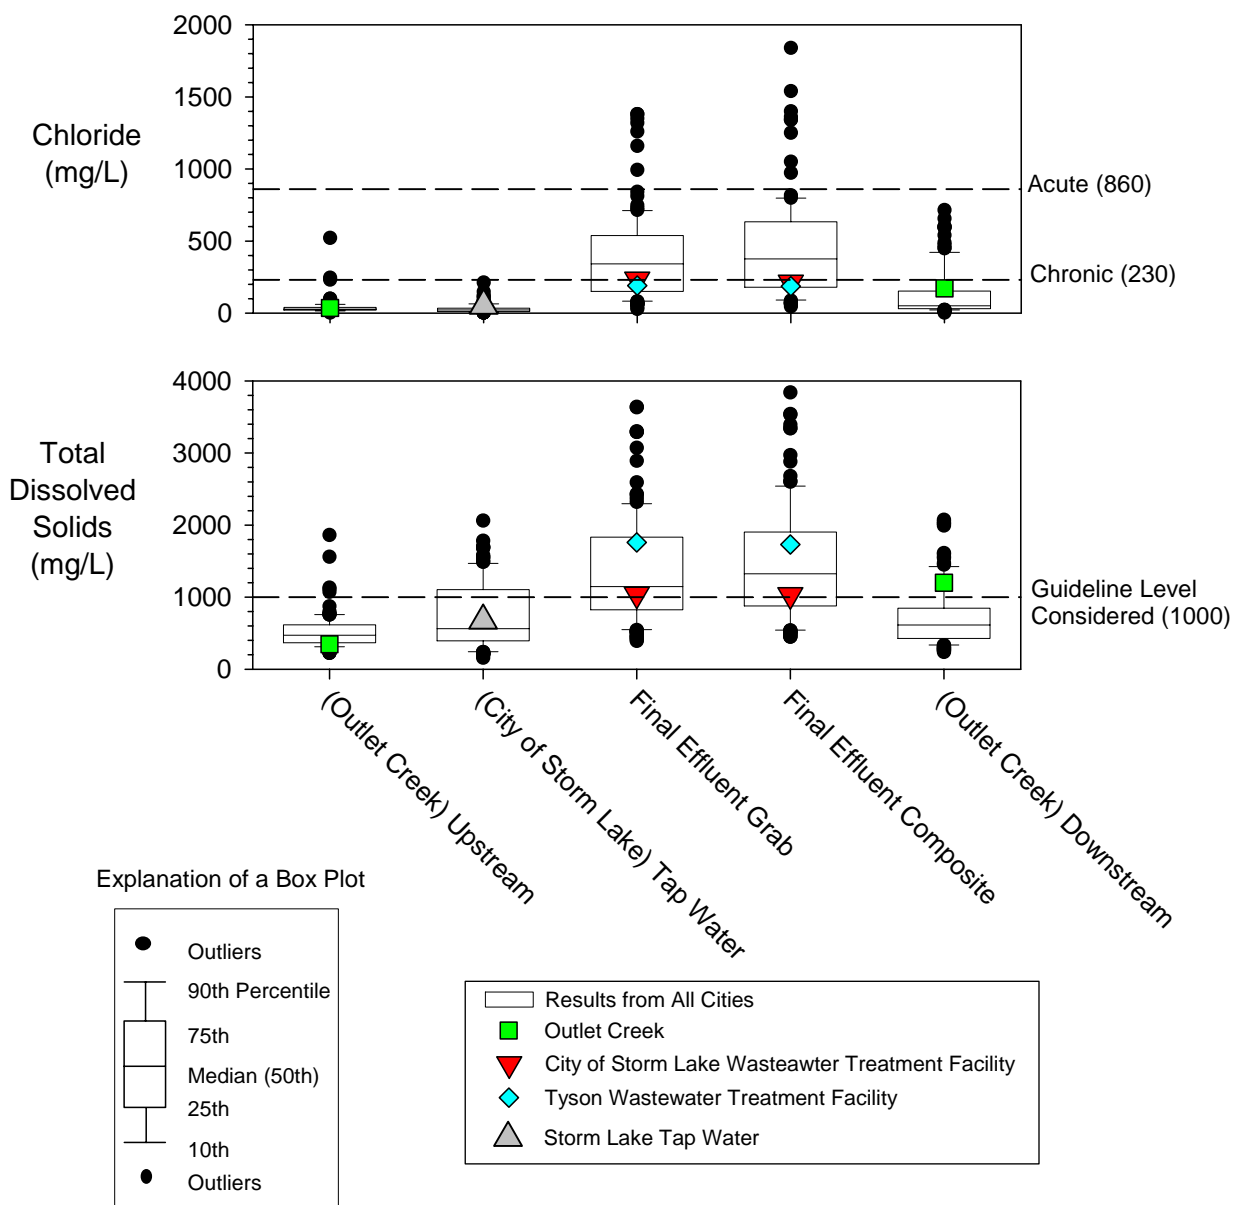 2000
1500
1000
500
0
Chloride
(mg/L)
Acute (860)
Chronic (230)
4000
3000
2000
1000
0
Total
Dissolved
Solids
(mg/L)
Guideline Level
Considered (1000)
(Outlet Creek) Upstream
(City of Storm Lake) Tap Water
Final Effluent Grab
Final Effluent Composite
(Outlet Creek) Downstream
Explanation of a Box Plot
Outliers
90th Percentile
75th
Median (50th)
25th
10th
Outliers
Results from All Cities
Outlet Creek
City of Storm Lake Wasteawter Treatment Facility
Tyson Wastewater Treatment Facility
Storm Lake Tap Water